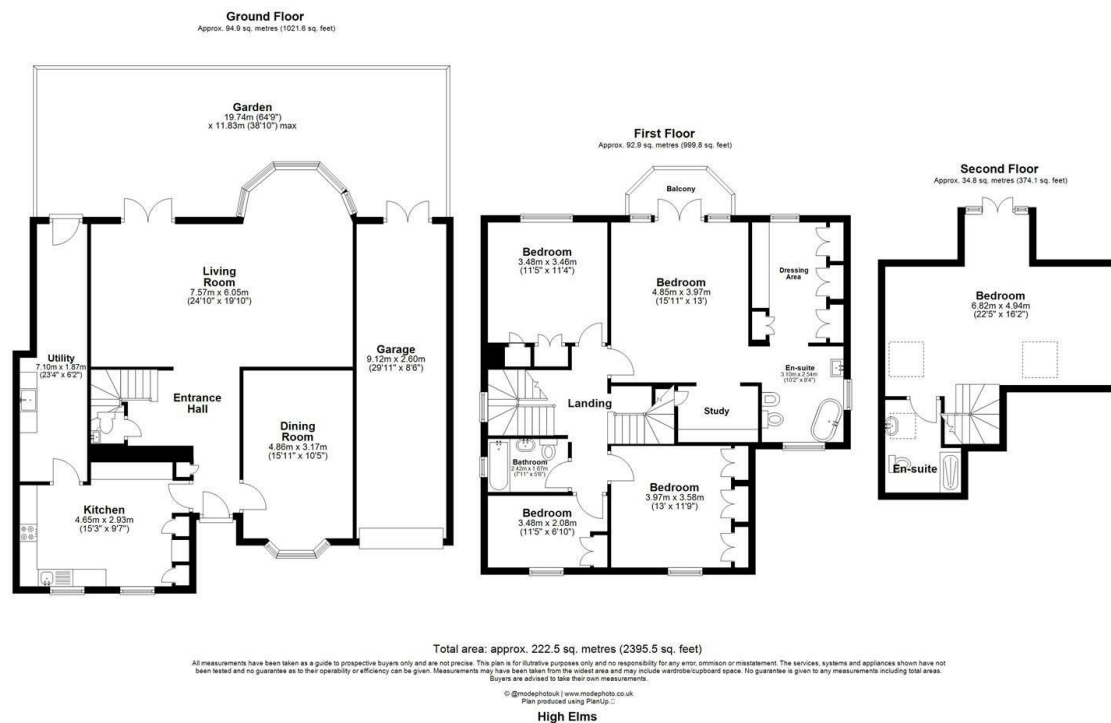 Ground Floor
Approx. 94.9 sq. metres (1021.6 sq. feet)
Garden
19.74m (64'9")
x 11.83m (38'10") max
Living
Room
7.57m x 6.05m
(24'10" x 19'10")
Utility
7.10m x 1.87m
(23'4" x 6'2")
Garage
9.12m x 2.60m
(29'11" x 8'6")
Entrance
Hall
Dining
Room
4.86m x 3.17m
(15'11" x 10'5")
Kitchen
4.65m x 2.93m
(15'3" x 9'7")
First Floor
Approx. 92.9 sq. metres (999.8 sq. feet)
Balcony
Bedroom
3.48m x 3.46m
(11'5" x 11'4")
Bedroom
4.85m x 3.97m
(15'11" x 13')
Dressing
Area
En-suite
3.10m x 2.54m
(10'2" x 8'4")
Landing
Study
Bathroom
2.42m x 1.67m
(7'11" x 5'6")
Bedroom
3.97m x 3.58m
(13' x 11'9")
Bedroom
3.48m x 2.08m
(11'5" x 6'10")
Second Floor
Approx. 34.8 sq. metres (374.1 sq. feet)
Bedroom
6.82m x 4.94m
(22'5" x 16'2")
En-suite
Total area: approx. 222.5 sq. metres (2395.5 sq. feet)
All measurements have been taken as a guide to prospective buyers only and are not precise. This plan is for illutrative purposes only and no responsibility for any error, ommison or misstatement. The services, systems and appliances shown have not
been tested and no guarantee as to their operability or efficiency can be given. Measurements may have been taken from the widest area and may include wardrobe/cupboard space. No guarantee is given to any measurements including total areas.
Buyers are advised to take their own measurements.
© @modephotouk | www.modephoto.co.uk
Plan produced using PlanUp.
High Elms